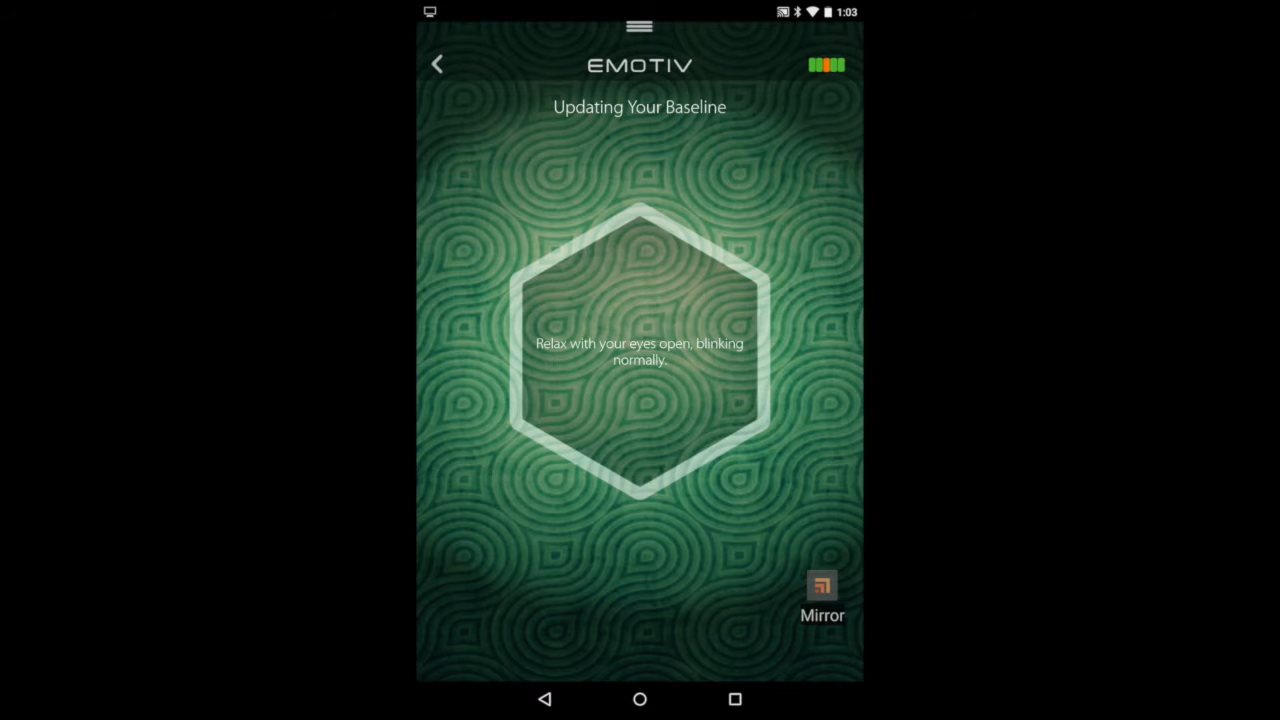 1:03
EMOTIV
Updating Your Baseline
Relax with your eyes open, blinking
normally.
Mirror